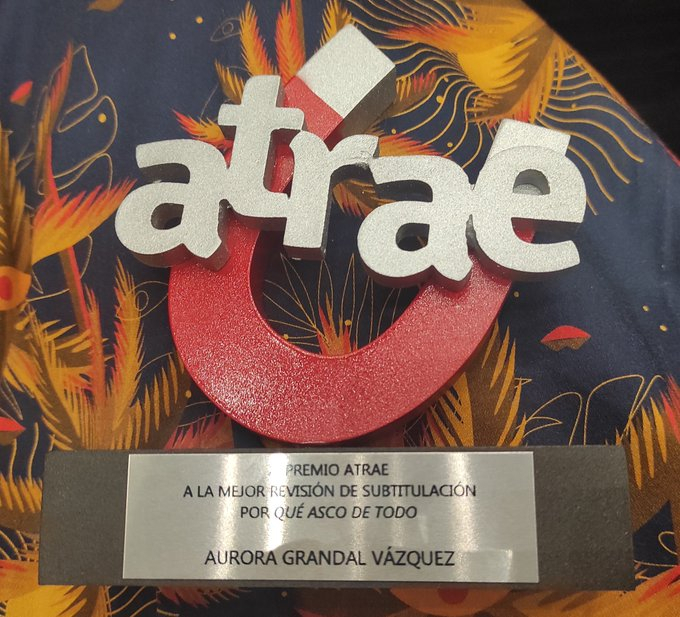 atrae
PREMIO ATRAE
A LA MEJOR REVISIÓN DE SUBTITULACIÓN
POR QUÉ ASCO DE TODO
AURORA GRANDAL VÁZQUEZ